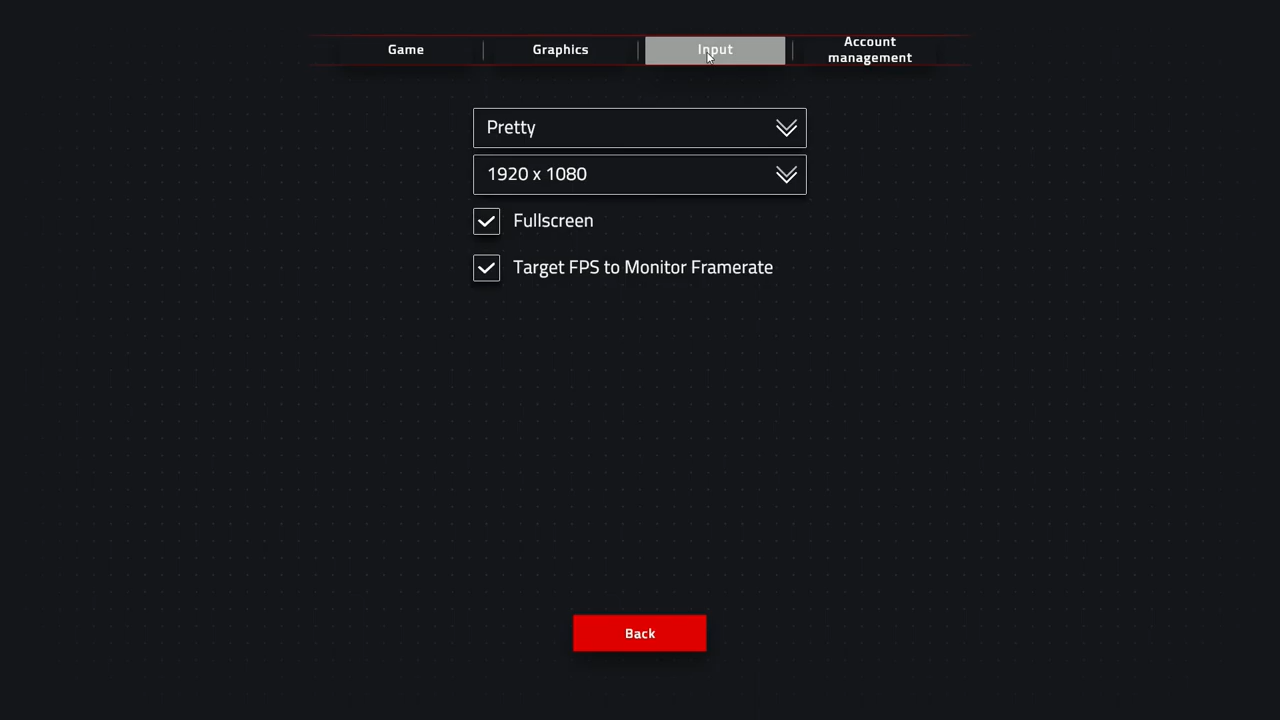 Game
Graphics
Input
Account
management
Pretty
1920 x 1080
Fullscreen
Target FPS to Monitor Framerate
Back